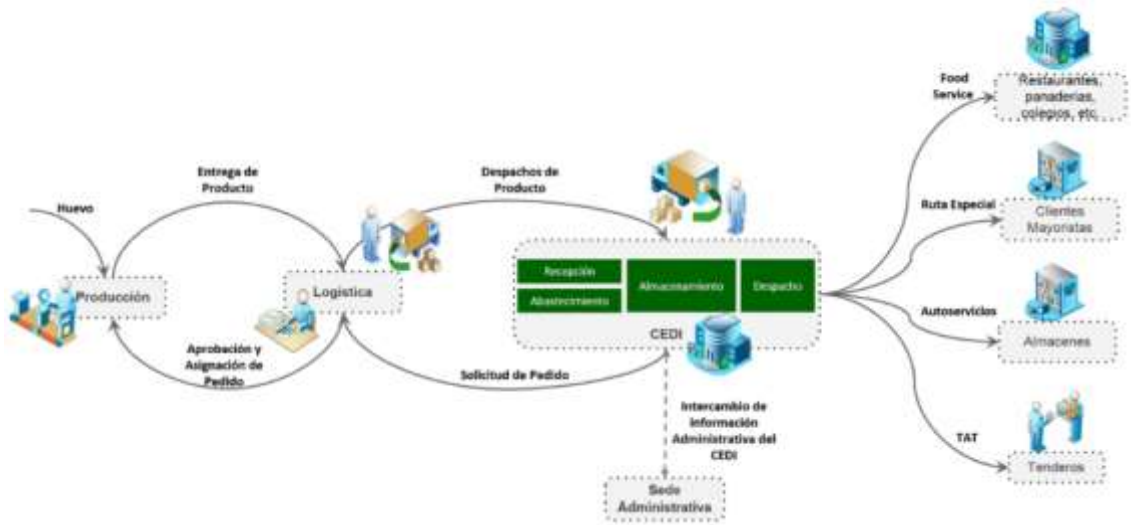 Huevo
Producción
Entrega de
Producto
Aprobación y
Asignación de
Pedido
Logística
Despachos de
Producto
Solicitud de Pedido
Recepción
Abastecimiento
Almacenamiento
Despacho
CEDI
Intercambio de
Información
Administrativa del
CEDI
Sede
Administrativa
Food
Service
Restaurantes,
panaderias,
colegios, etc.
Ruta Especial
Clientes
Mayoristas
Autoservicios
Almacenes
TAT
Tenderos